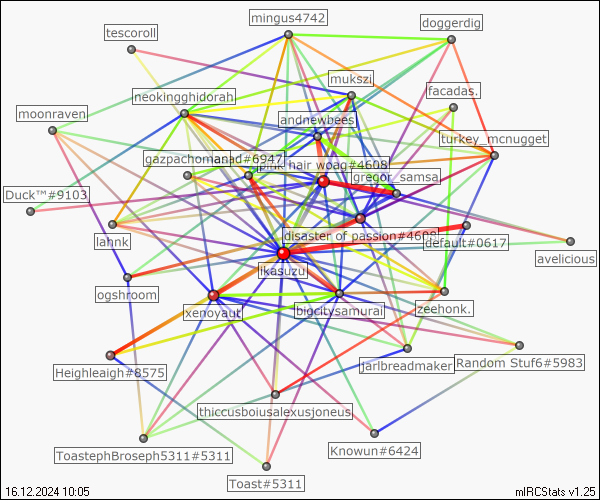 mingus4742
doggerdig
tescoroll
mukszi
facadas.
neokingghidorah
moonraven
andnewbees
turkey_mcnugget
gazpachoman
anad#6947
pink hair woag#4608
gregor_samsa
Duck™#9103
disaster of passion#4608
lahnk
default#0617
avelicious
ikasuzu
ogshroom
xenoyaut
bigcitysamurai
zeehonk.
Heighleaigh#8575
jarlbreadmaker
Random Stuf6#5983
thiccusboiusalexusjoneus
ToastephBroseph5311#5311
Knowun#6424
Toast#5311
16.12.2024 10:05
mIRCStats v1.25